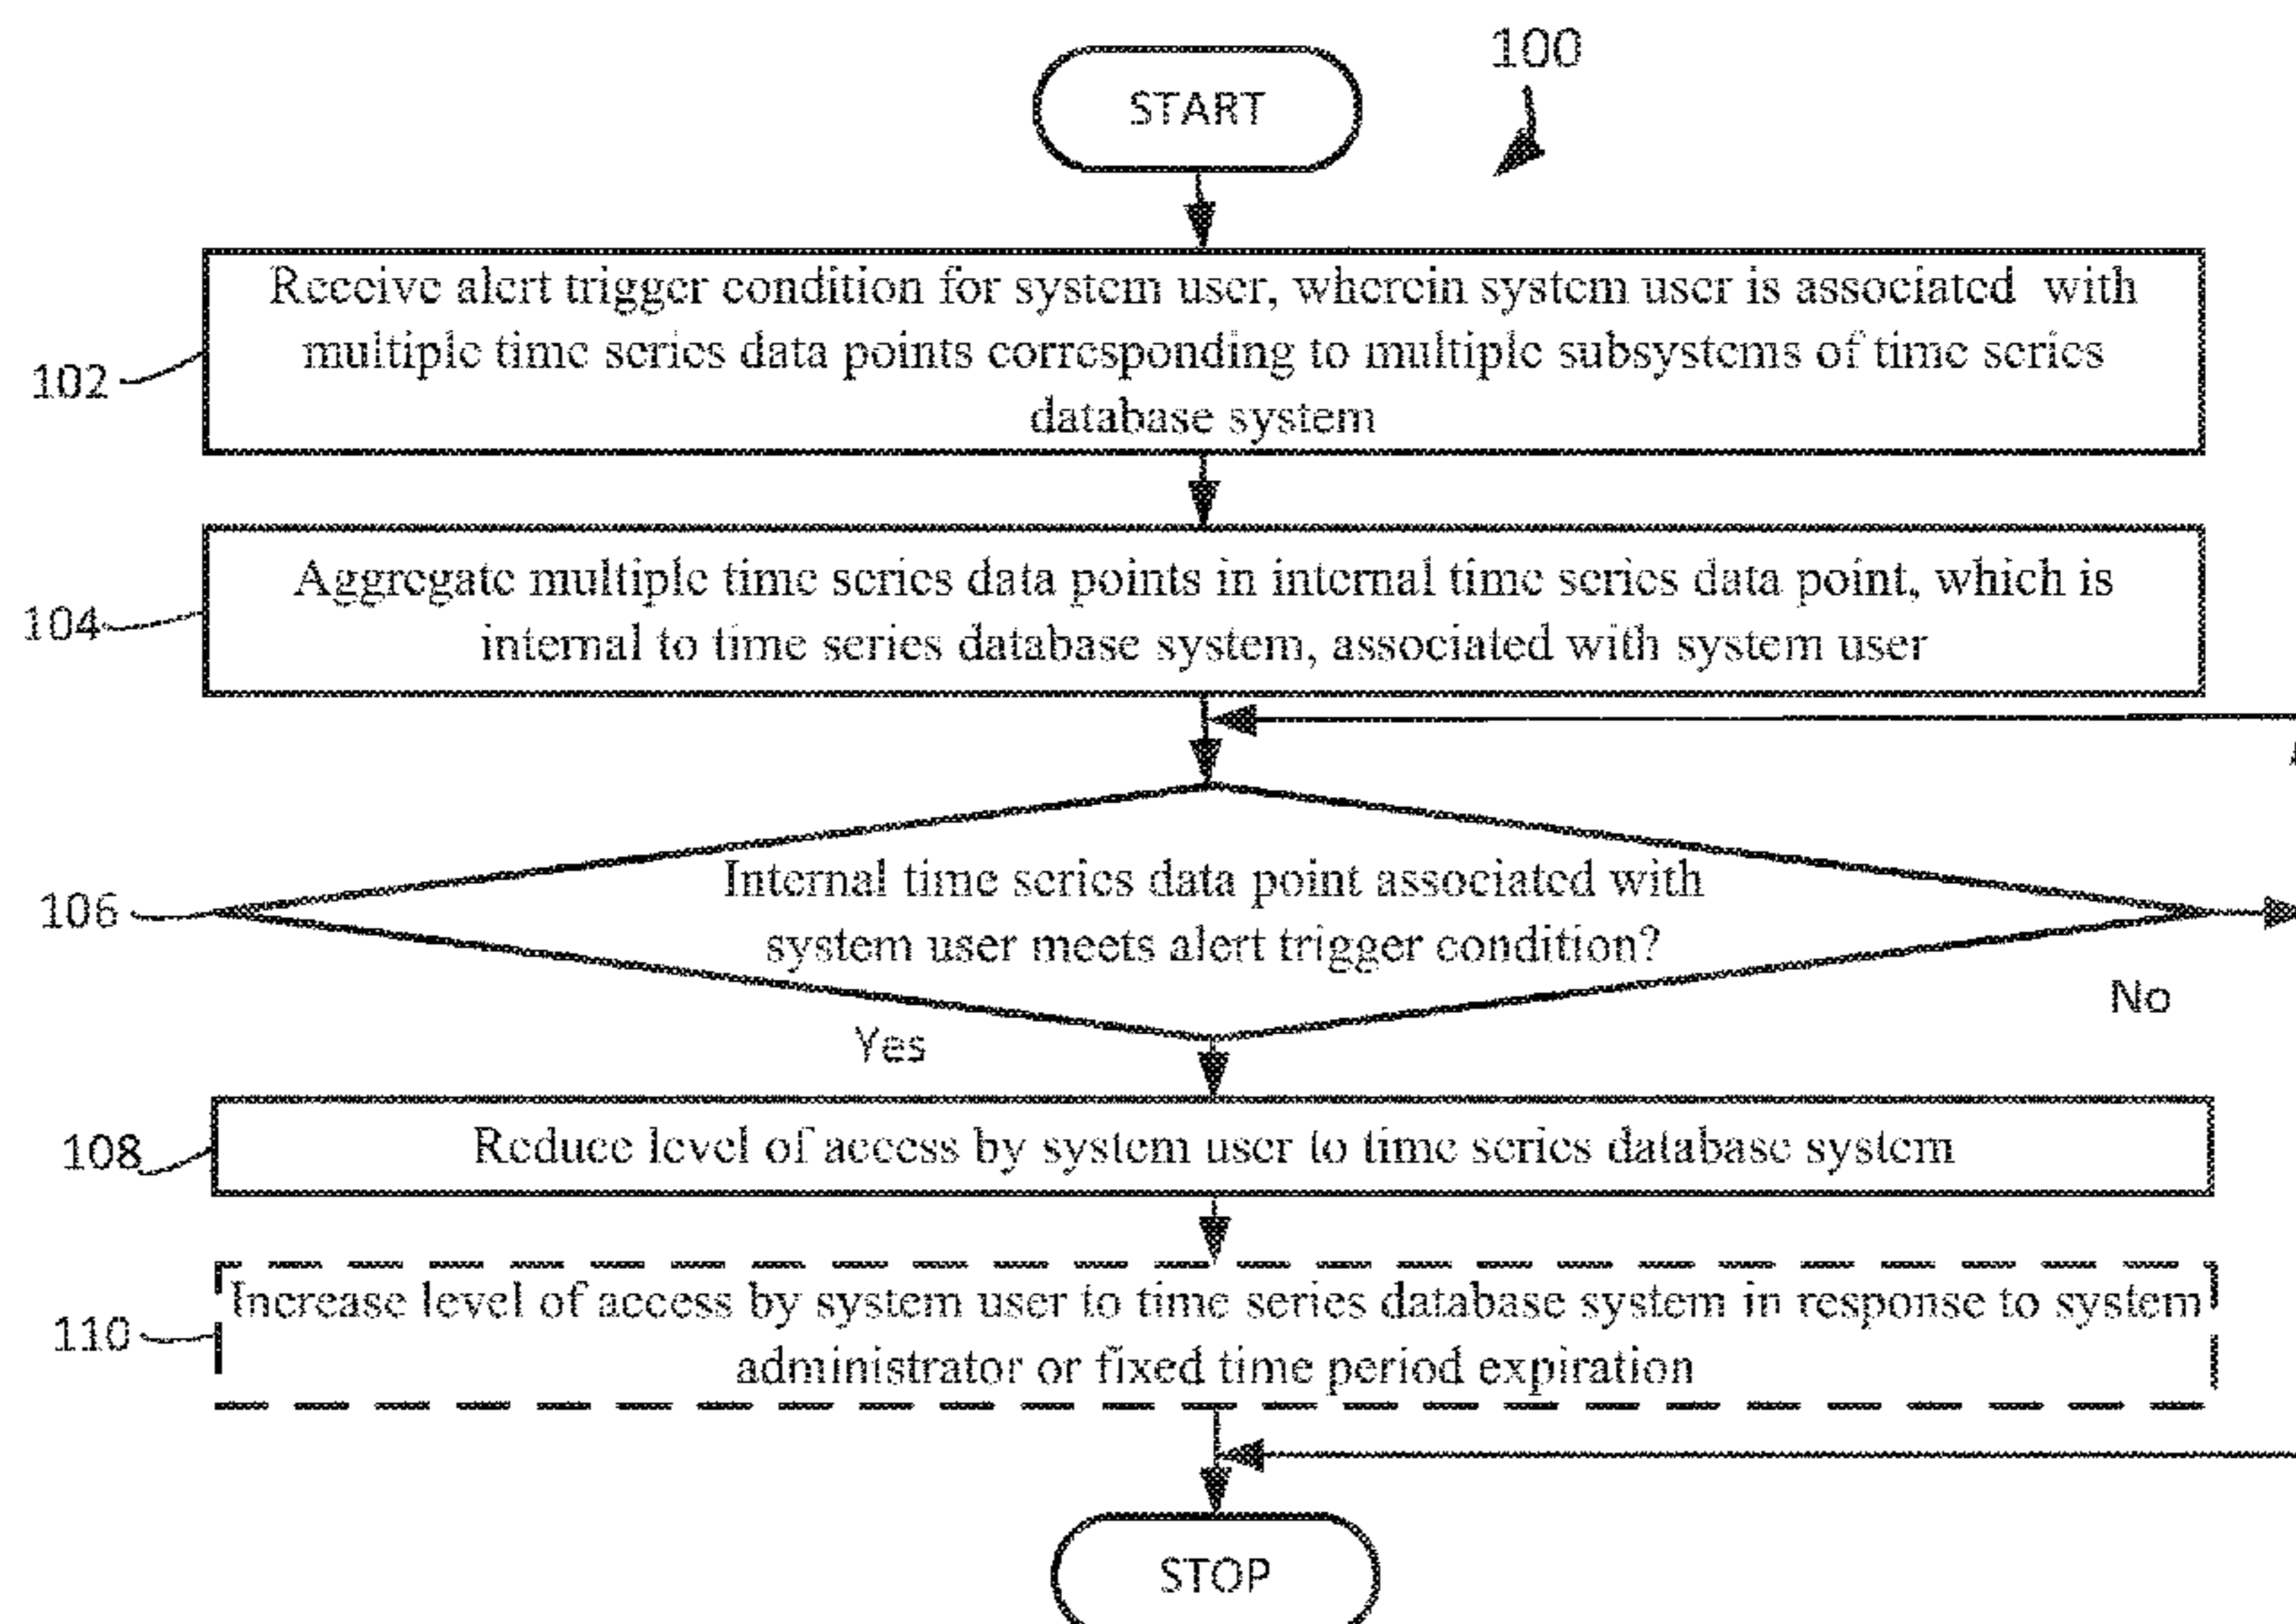 100
START
Receive alert trigger condition for system user, wherein system user is associated with
multiple time series data points corresponding to multiple subsystems of time series
database system
102
Aggregate multiple time series data points in internal time series data point, which is
internal to time series database system, associated with system user
104
Internal time series data point associated with
system user meets alert trigger condition?
106
No
Yes
Reduce level of access by system user to time series database system
108
Increase level of access by system user to time series database system in response to system
administrator or fixed time period expiration
110
STOP